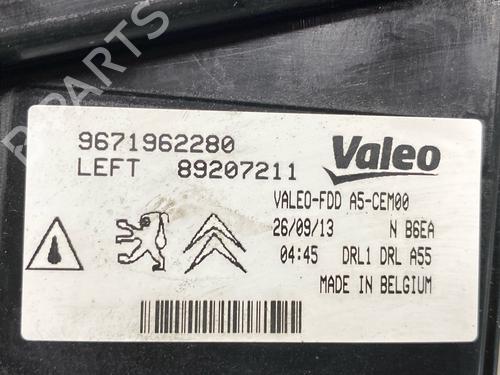 B-PARTS
9671962280
LEFT 89207211
Valeo
VALEO-FDD A5-CEM00
26/09/13 N B6EA
04:45 DRL1 DRL A55
MADE IN BELGIUM